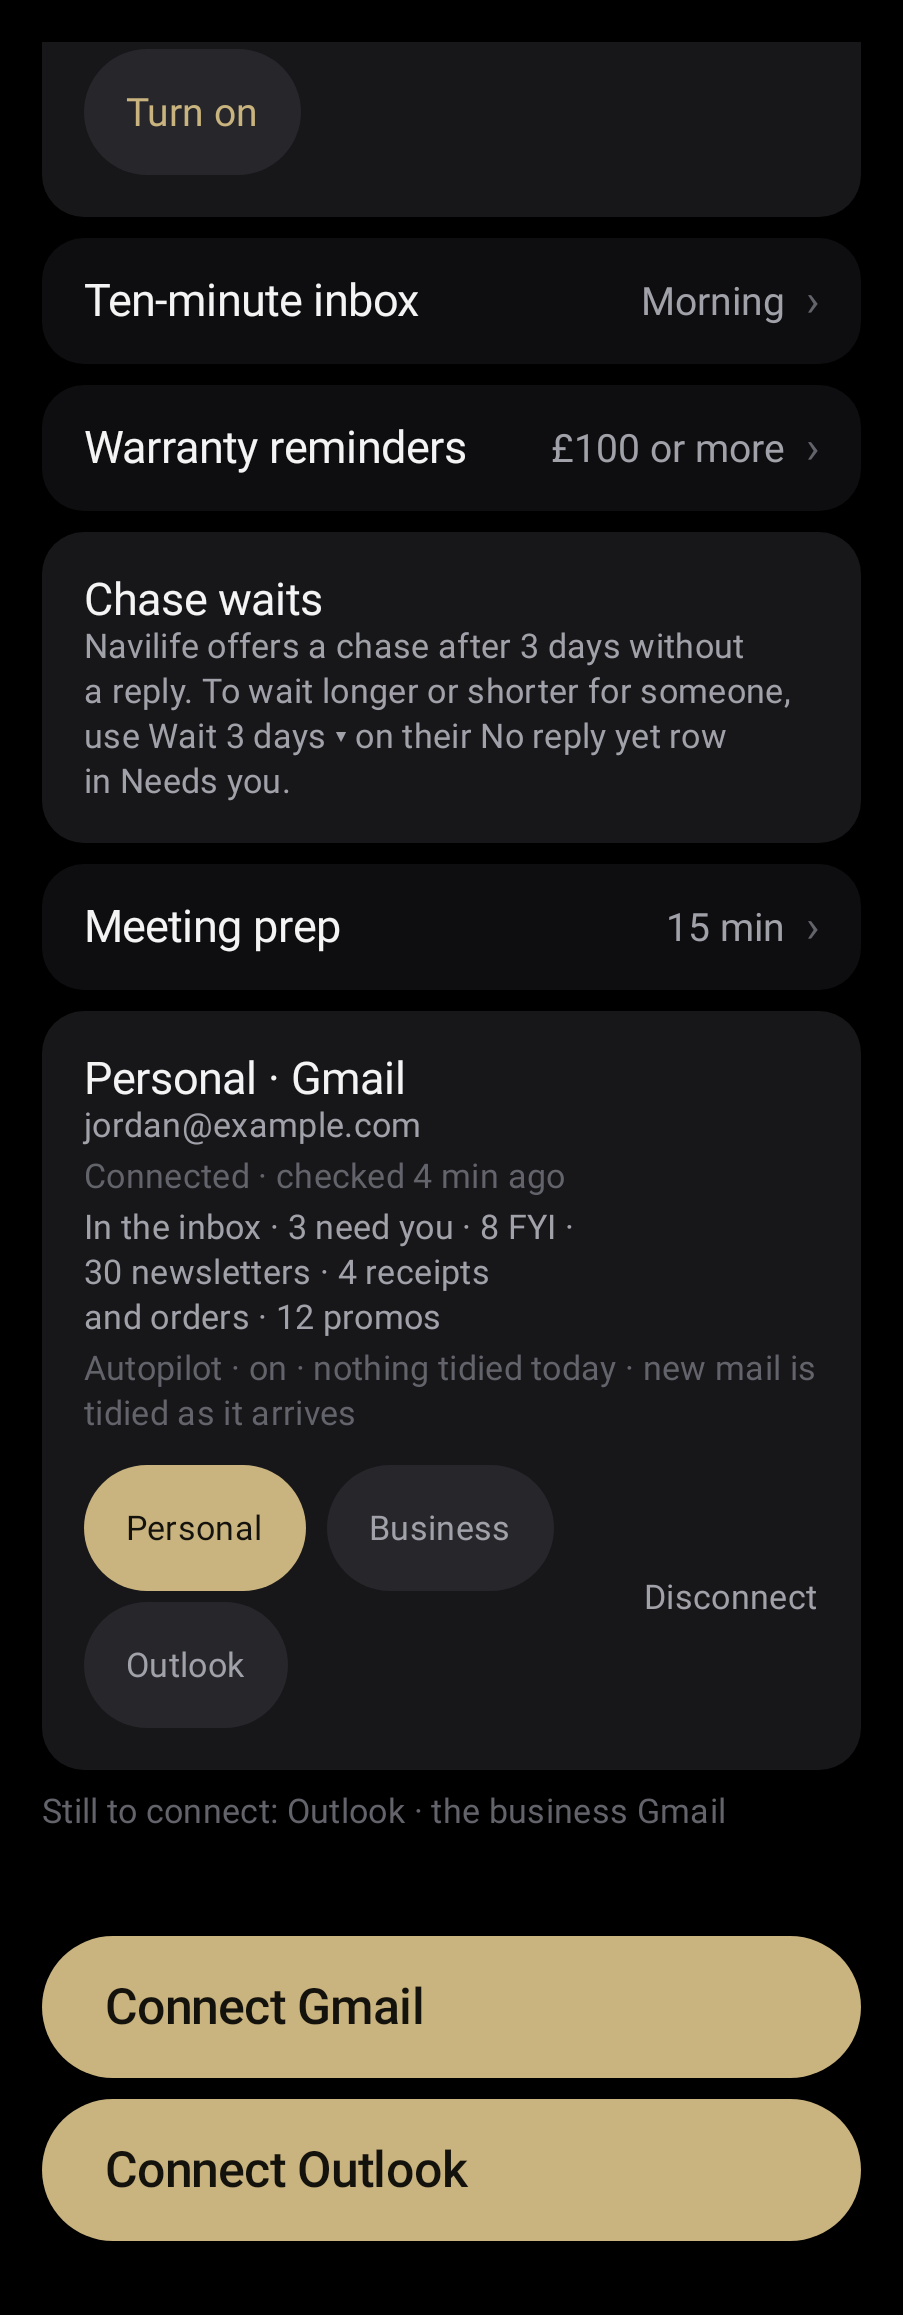 Turn on
Ten-minute inbox
Morning ›
Warranty reminders
£100 or more ›
Chase waits
Navilife offers a chase after 3 days without
a reply. To wait longer or shorter for someone,
use Wait 3 days ▾ on their No reply yet row
in Needs you.
Meeting prep
15 min ›
Personal · Gmail
jordan@example.com
Connected · checked 4 min ago
In the inbox · 3 need you · 8 FYI ·
30 newsletters · 4 receipts
and orders · 12 promos
Autopilot · on · nothing tidied today · new mail is
tidied as it arrives
Personal
Business
Disconnect
Outlook
Still to connect: Outlook · the business Gmail
Connect Gmail
Connect Outlook